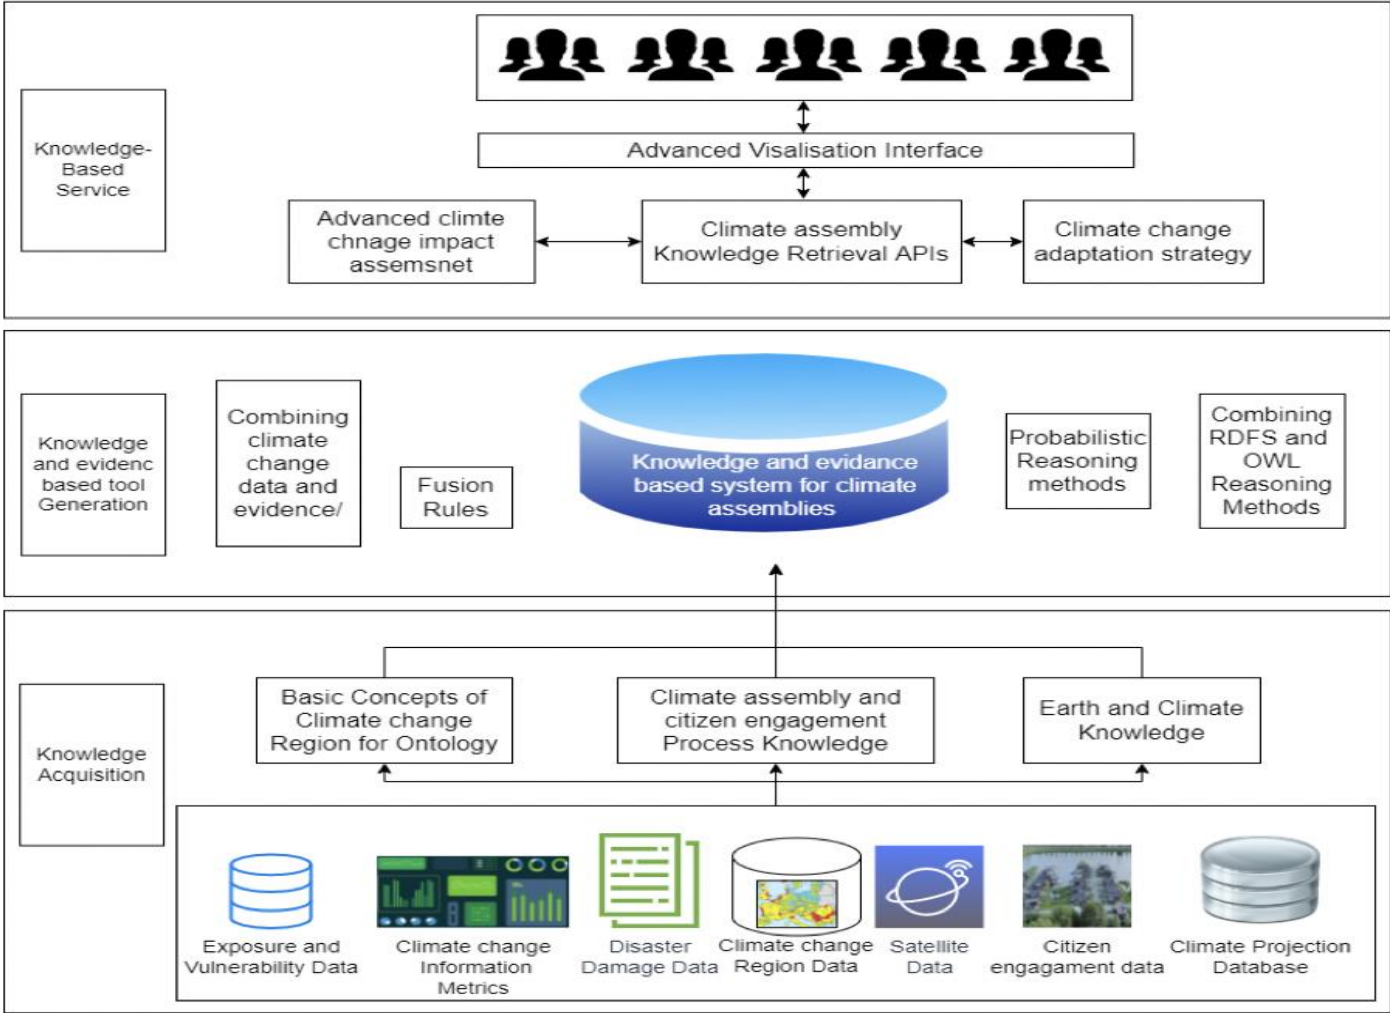 Knowledge-
Based
Service
Advanced Visalisation Interface
Advanced climte
chnage impact
assemsnet
Climate assembly
Knowledge Retrieval APIs
Climate change
adaptation strategy
Knowledge
and evidenc
based tool
Generation
Combining
climate
change
data and
evidence/
Fusion
Rules
Knowledge and evidance
based system for climate
assemblies
Probabilistic
Reasoning
methods
Combining
RDFS and
OWL
Reasoning
Methods
Knowledge
Acquisition
Basic Concepts of
Climate change
Region for Ontology
Climate assembly and
citizen engagement
Process Knowledge
Earth and Climate
Knowledge
Exposure and
Vulnerability Data
Climate change
Information
Metrics
Disaster
Damage Data
Climate change
Region Data
Satellite
Data
Citizen
engagament data
Climate Projection
Database